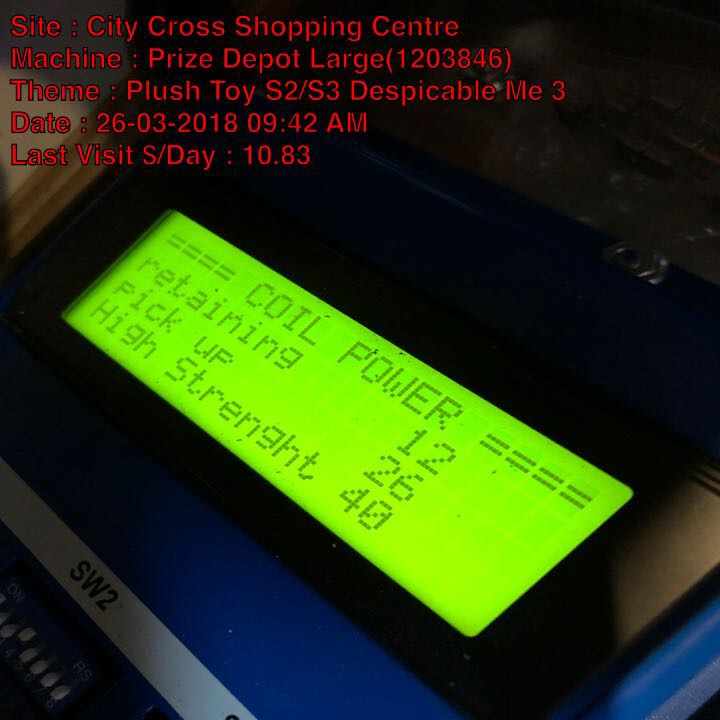 Site : City Cross Shopping Centre
Machine : Prize Depot Large(1203846)
Theme : Plush Toy S2/S3 Despicable Me 3
Date : 26-03-2018 09:42 AM
Last Visit S/Day : 10.83
==== COIL POWER ====
retaining 12
pick up 26
High Strenght 40
SW2
ON